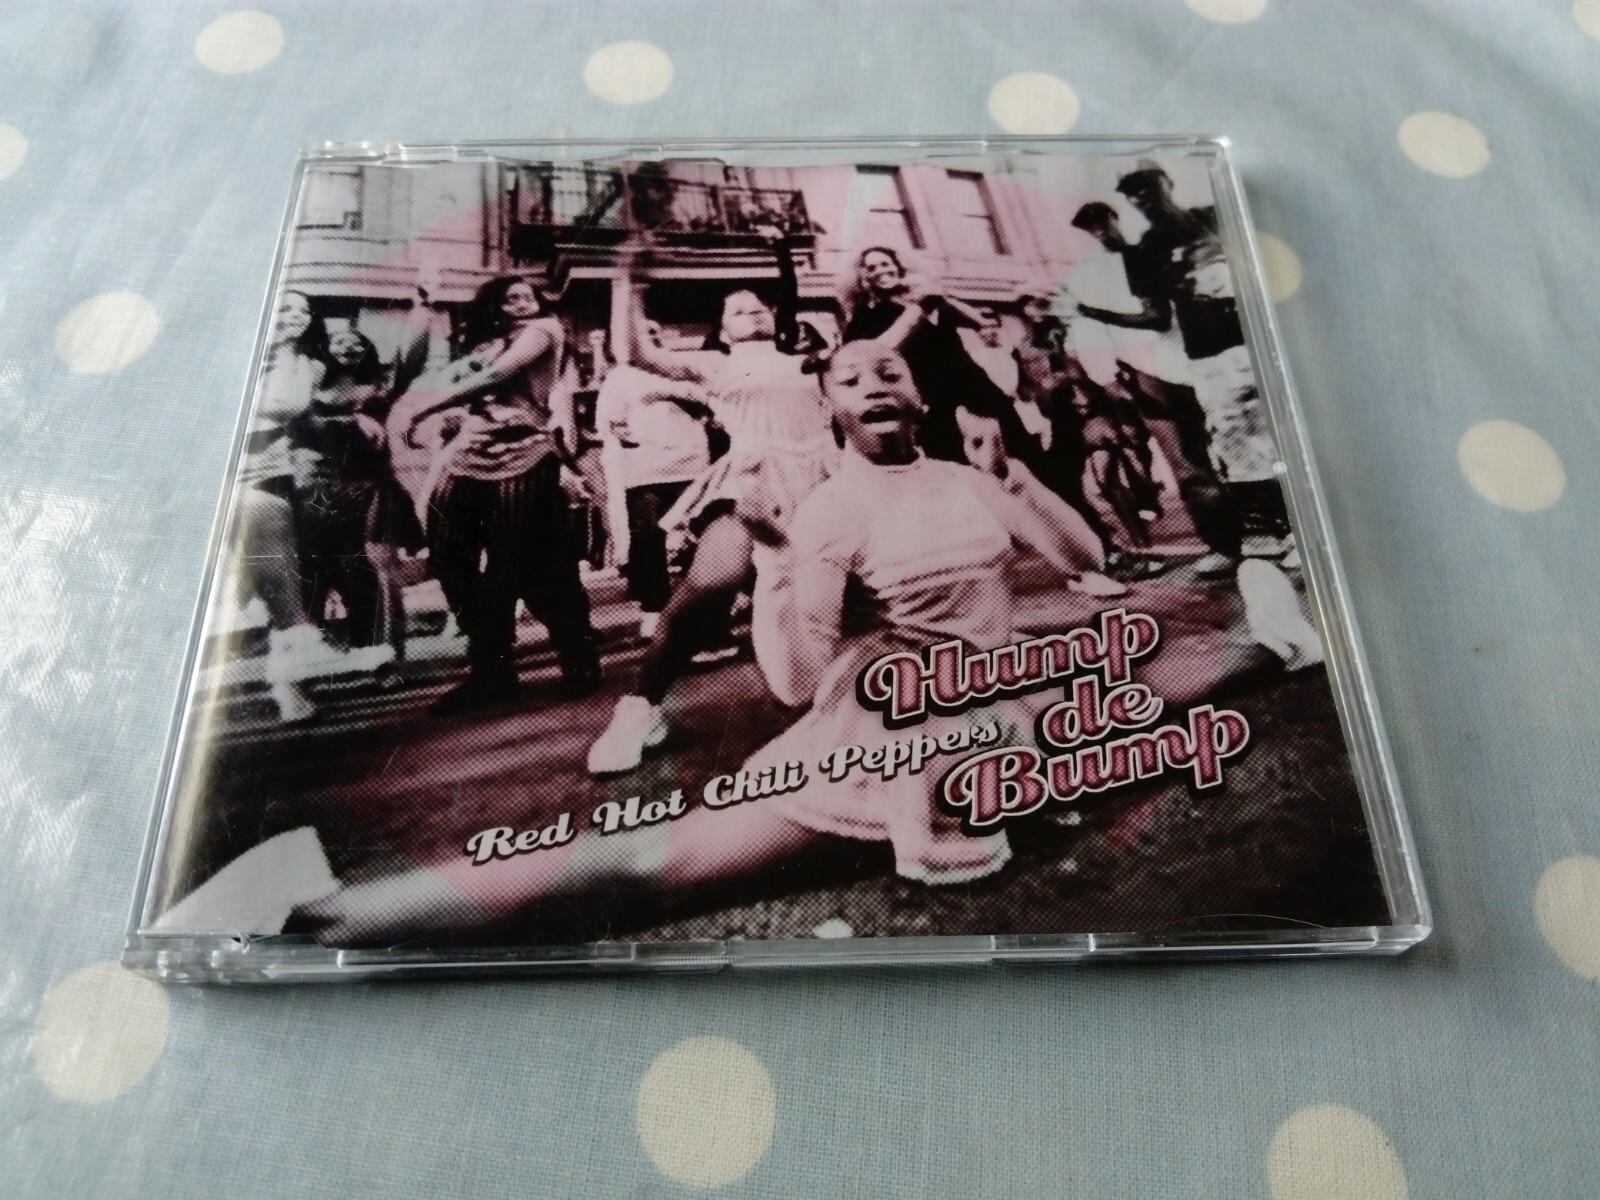 Hump
de
Bump
Red Hot Chili Peppers